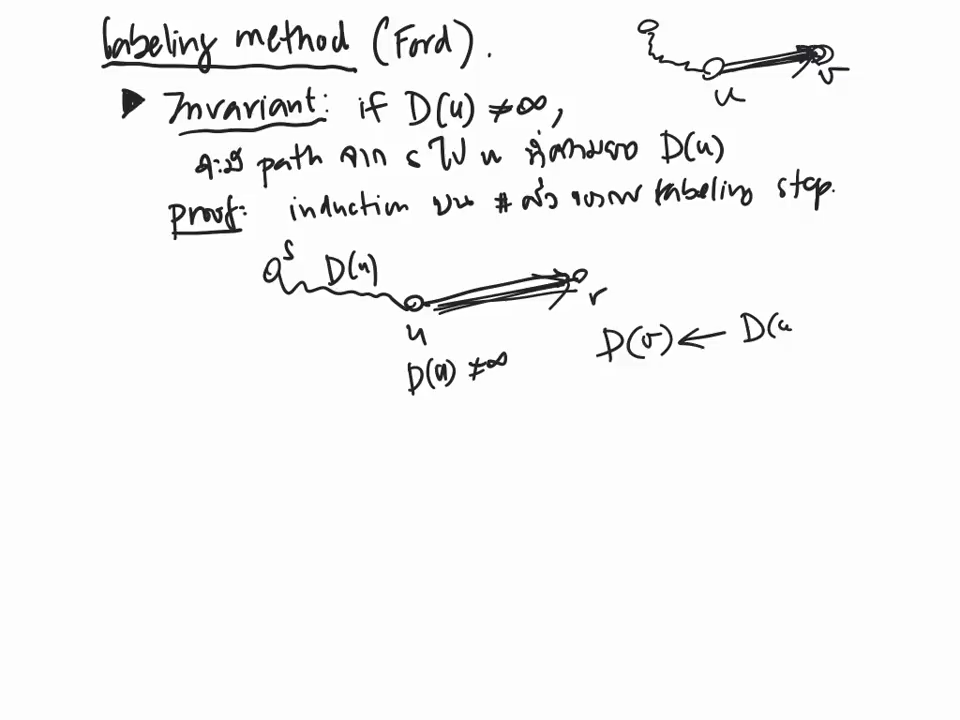 Labeling method (Ford).
u v
Invariant: if D(u) ≠ ∞,
จะมี path จาก s ไป u ที่ความยาว D(u)
Proof: induction บน # ครั้ง ของการ labeling step.
s D(u)
u v
D(v) ← D(u
D(u) ≠ ∞